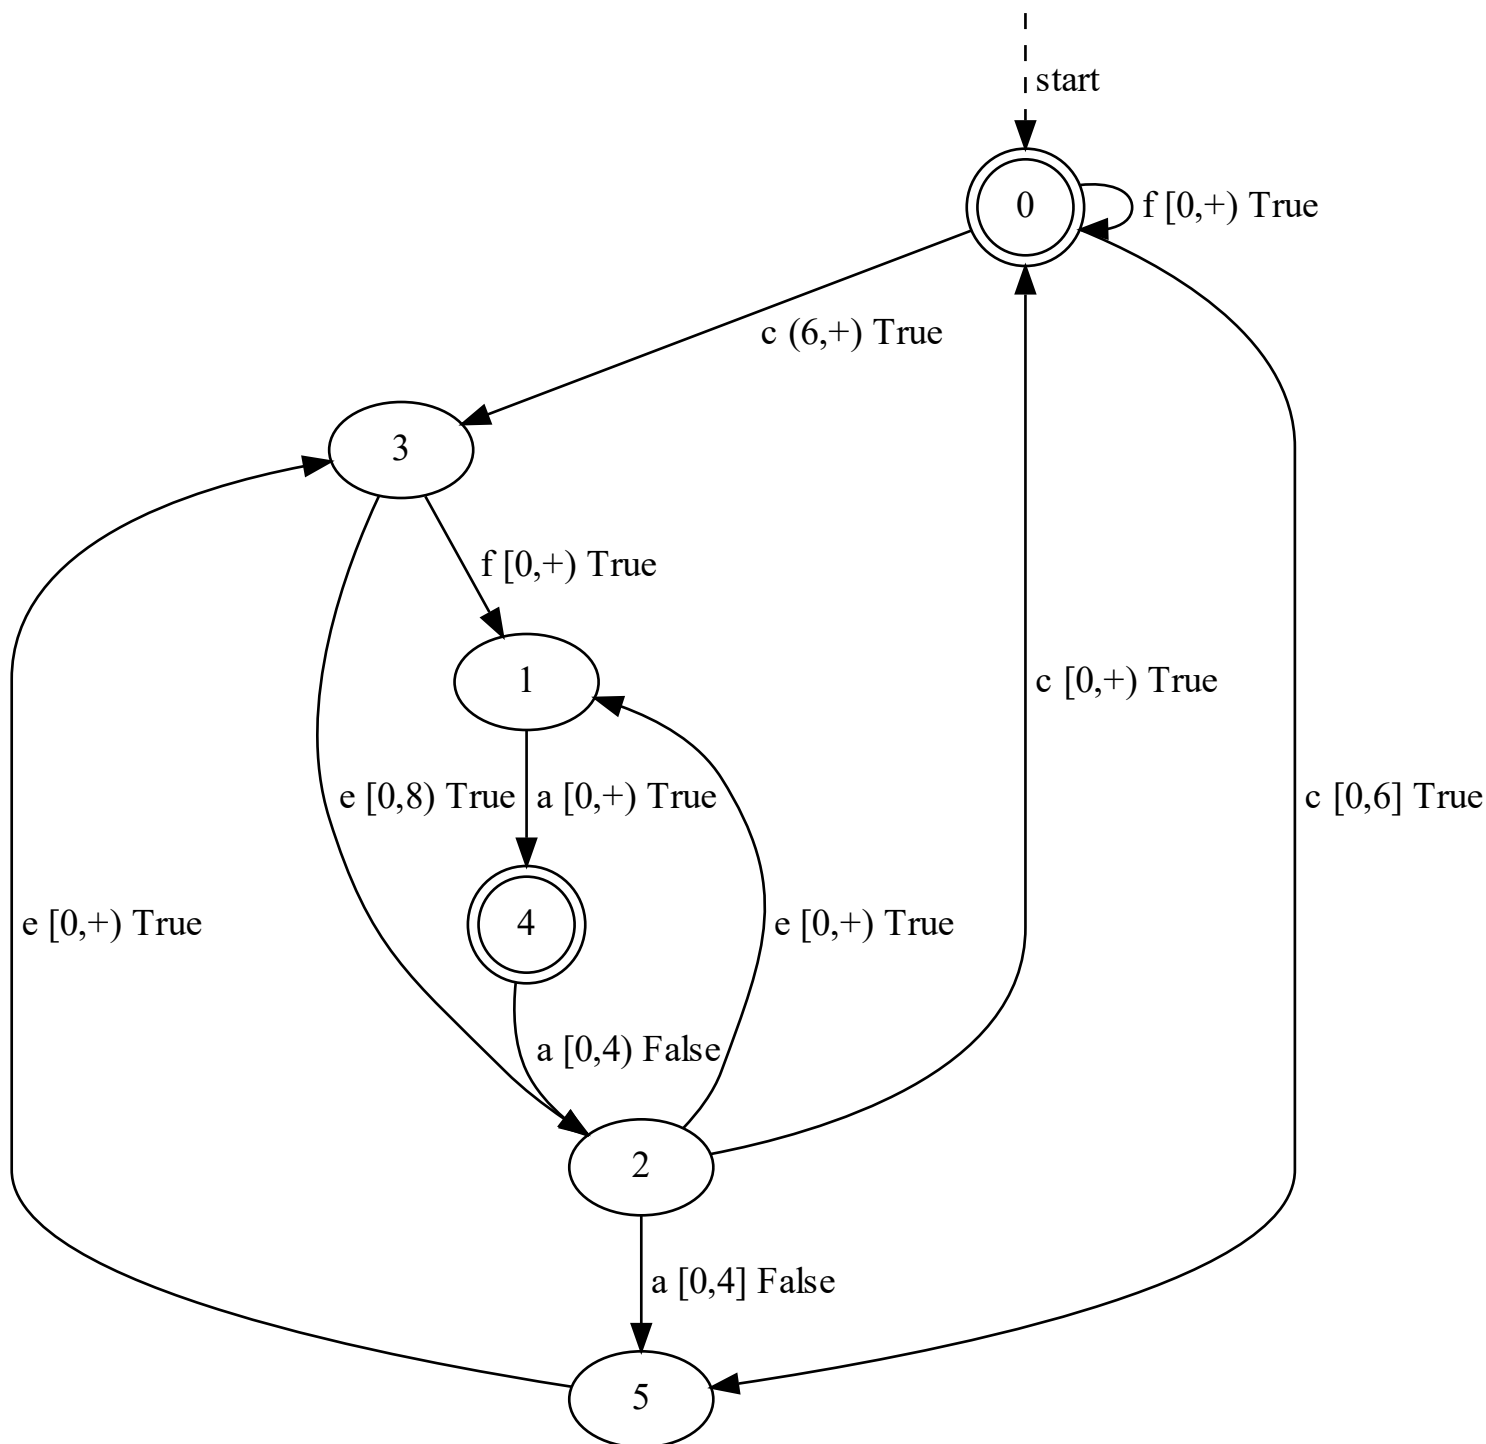 start
0
f [0,+) True
c (6,+) True
3
f [0,+) True
1
c [0,+) True
e [0,8) True
a [0,+) True
c [0,6] True
e [0,+) True
4
e [0,+) True
a [0,4) False
2
a [0,4] False
5